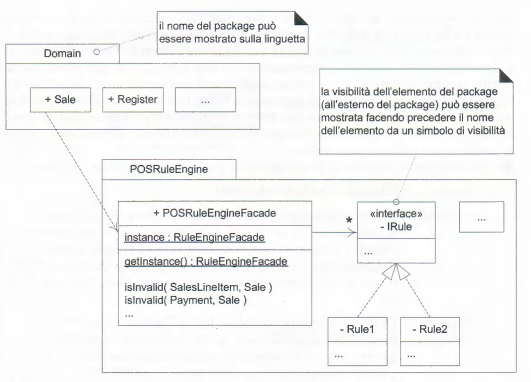 il nome del package può
essere mostrato sulla linguetta
Domain
+ Sale
+ Register
...
la visibilità dell'elemento del package
(all'esterno del package) può essere
mostrata facendo precedere il nome
dell'elemento da un simbolo di visibilità
POSRuleEngine
+ POSRuleEngineFacade
instance : RuleEngineFacade
getInstance() : RuleEngineFacade
isInvalid( SalesLineItem, Sale )
isInvalid( Payment, Sale )
...
*
«interface»
- IRule
...
...
- Rule1
...
- Rule2
...